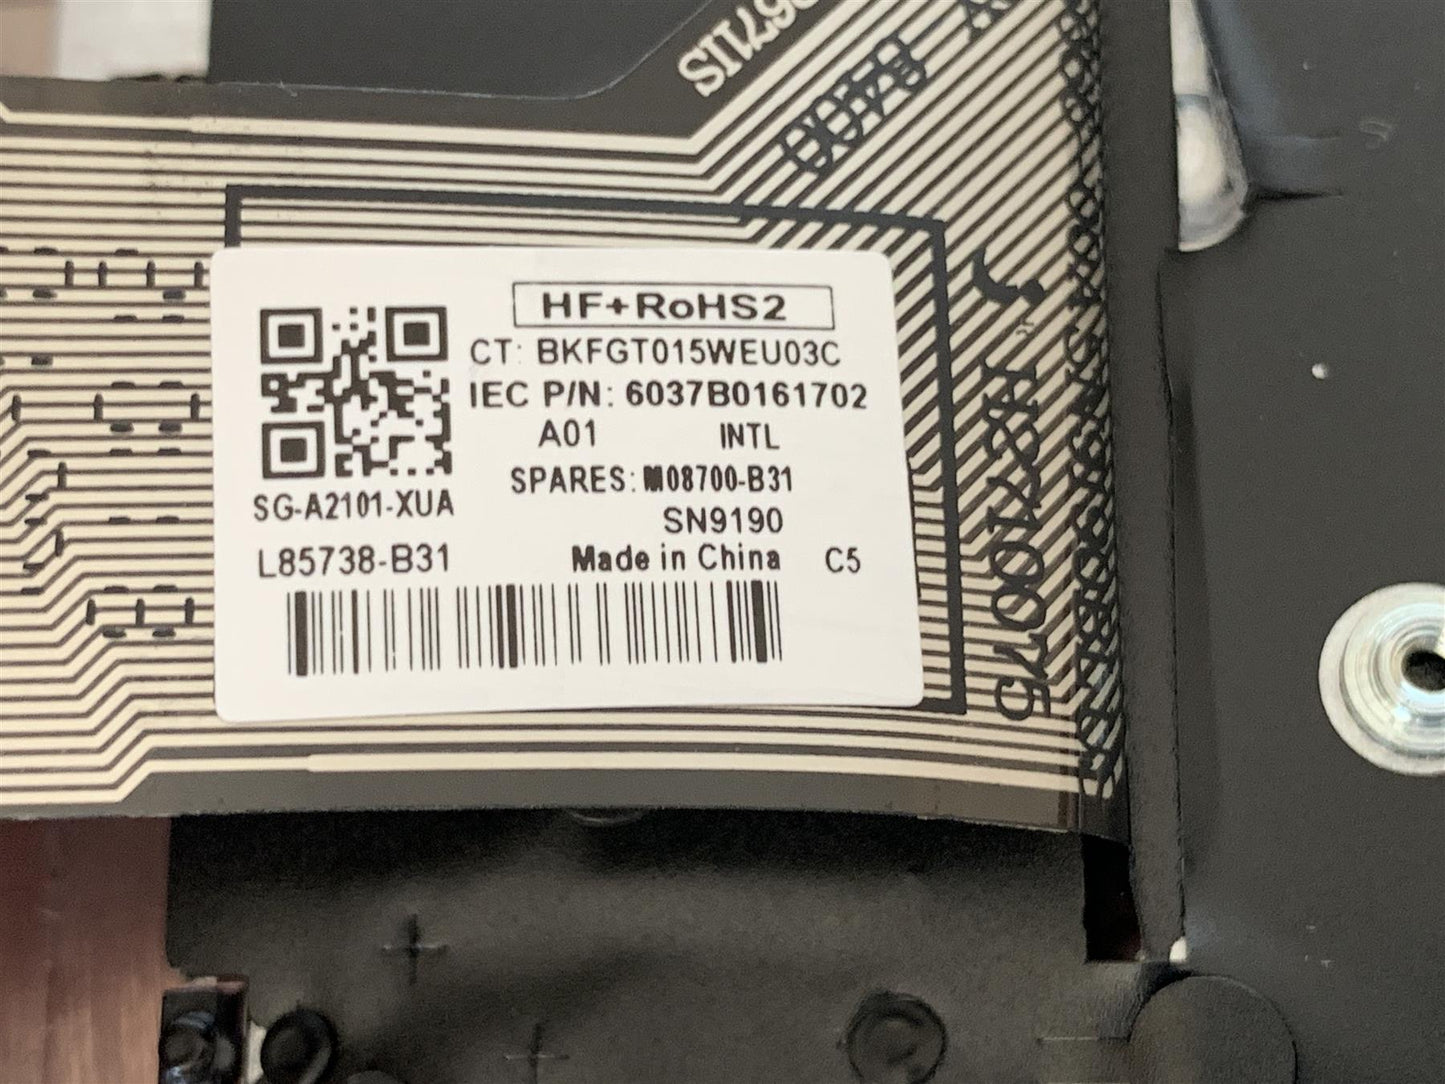 671IS
HF+RoHS2
CT: BKFGT015WEU03C
IEC P/N: 6037B0161702
A01 INTL
SPARES: M08700-B31
SG-A2101-XUA
SN9190
L85738-B31
Made in China C5